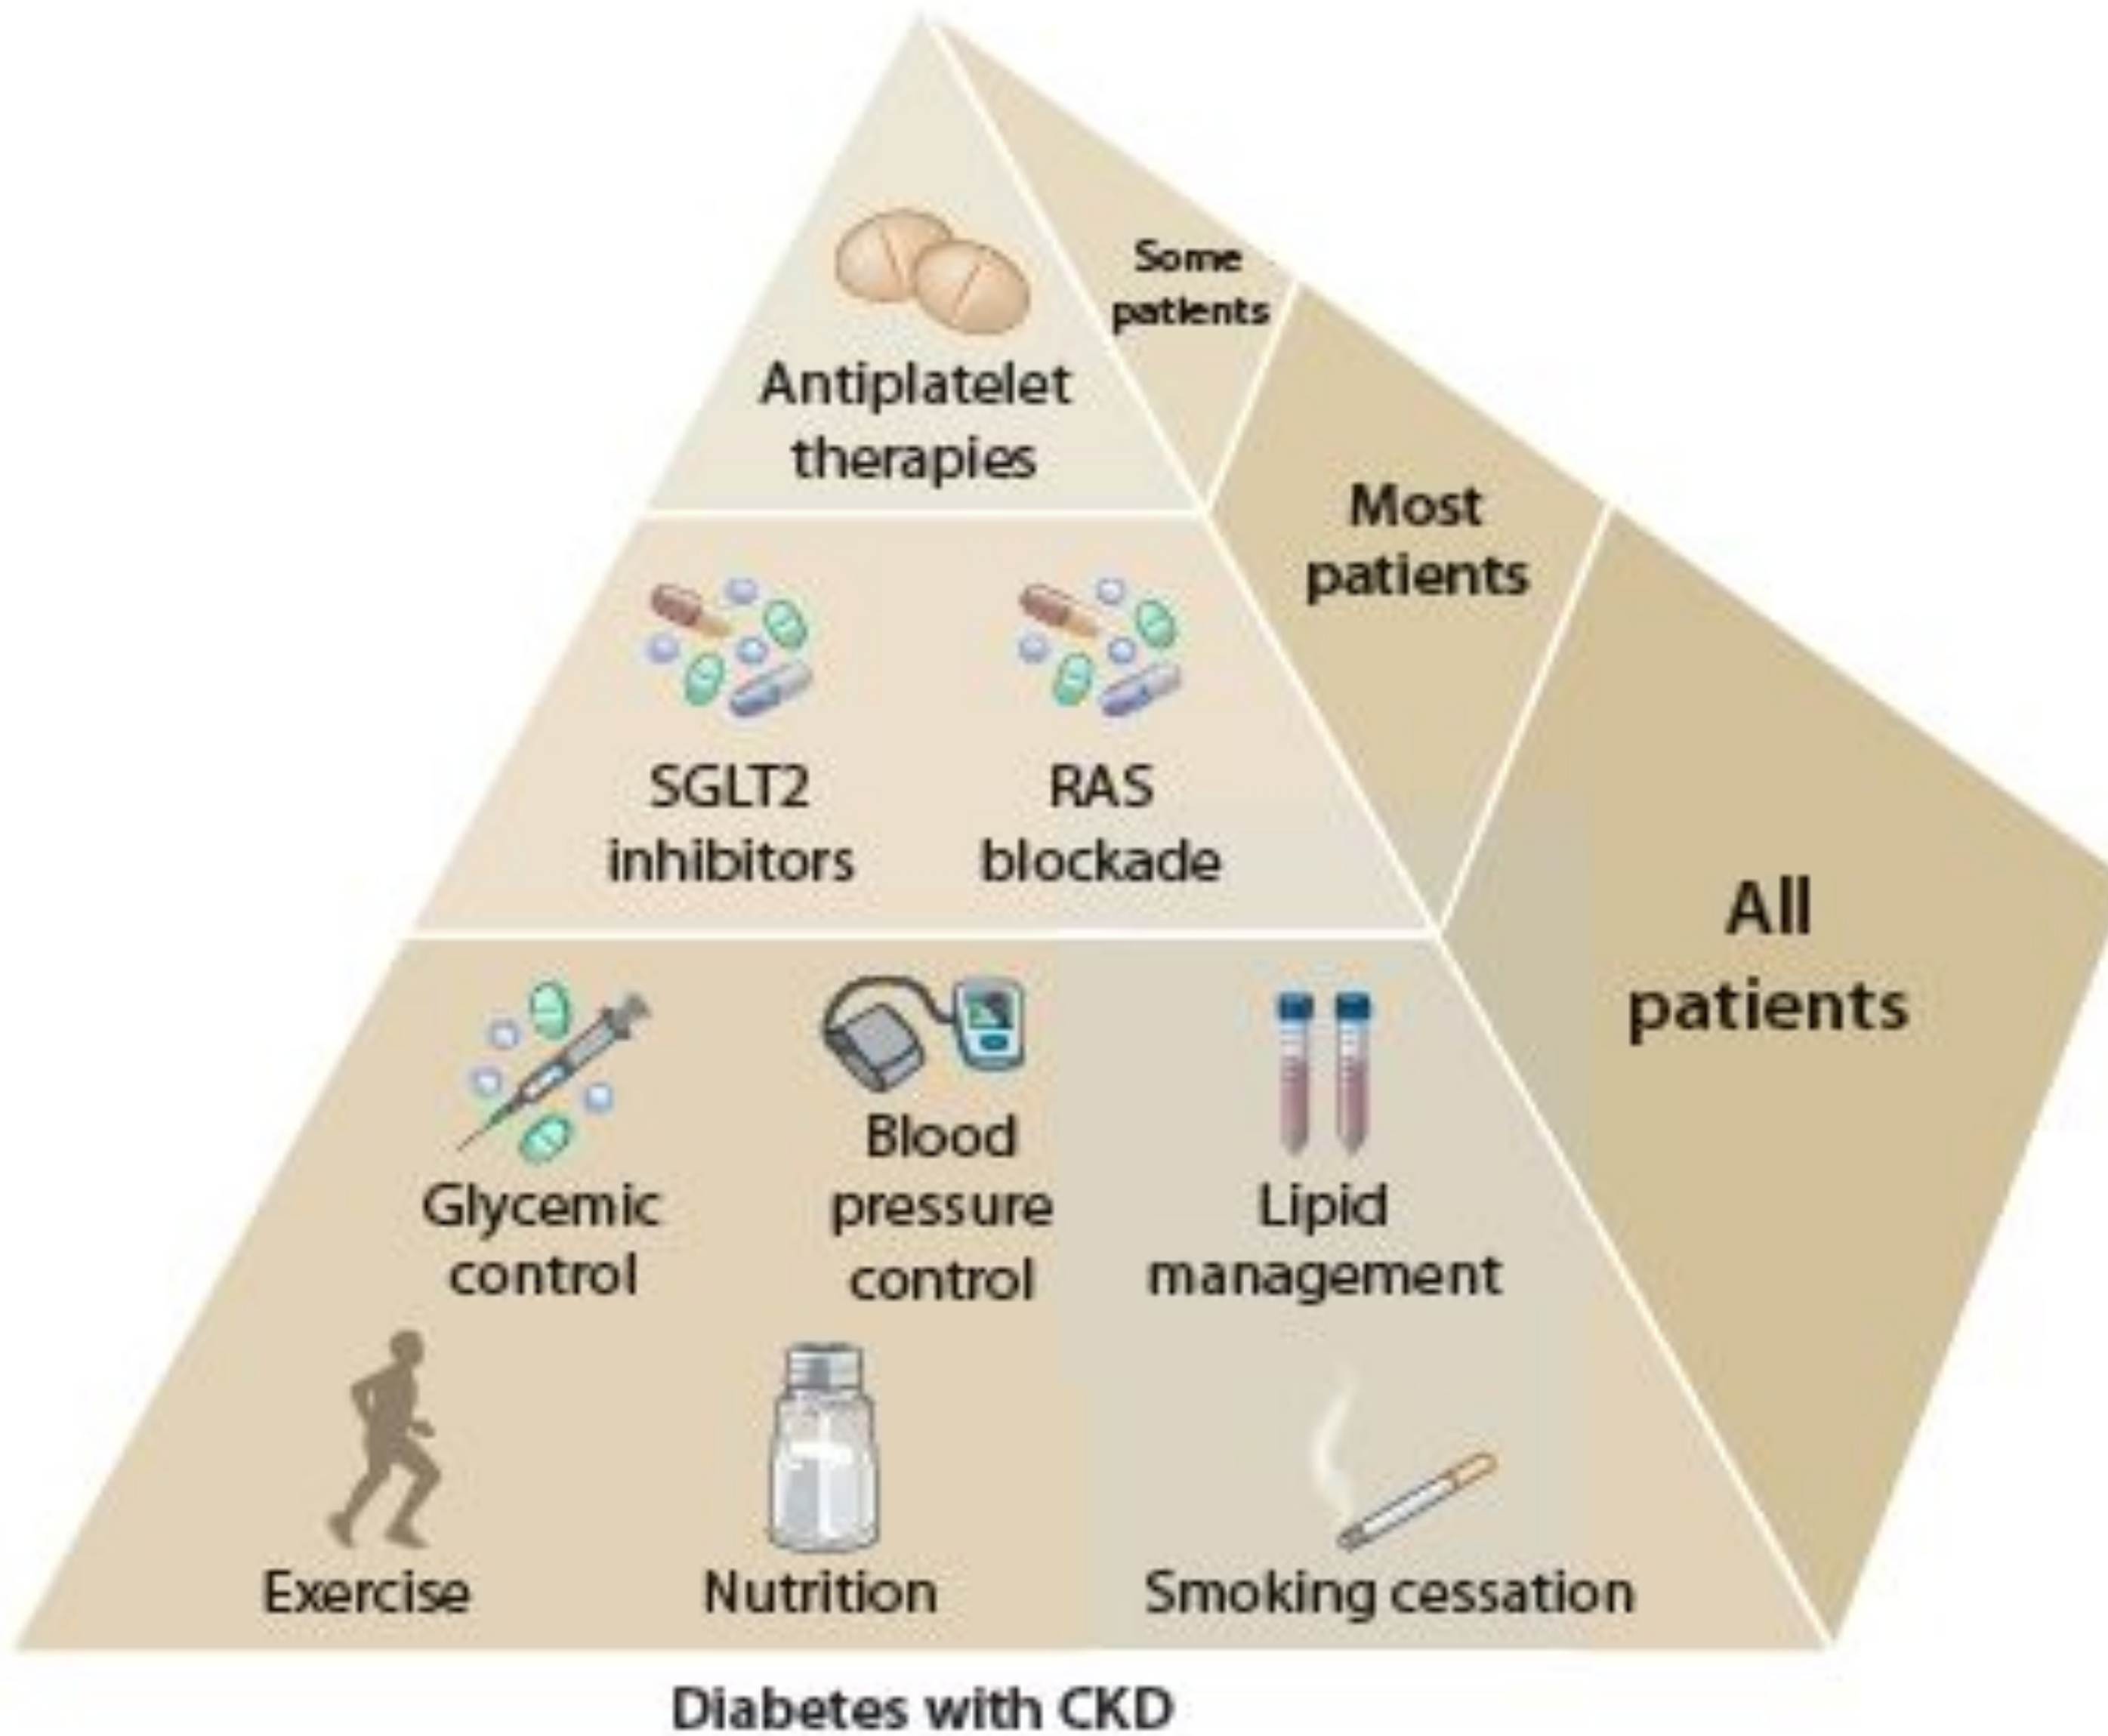 Some
patients
Antiplatelet
therapies
Most
patients
SGLT2
inhibitors
RAS
blockade
All
patients
Glycemic
control
Blood
pressure
control
Lipid
management
Exercise
Nutrition
Smoking cessation
Diabetes with CKD